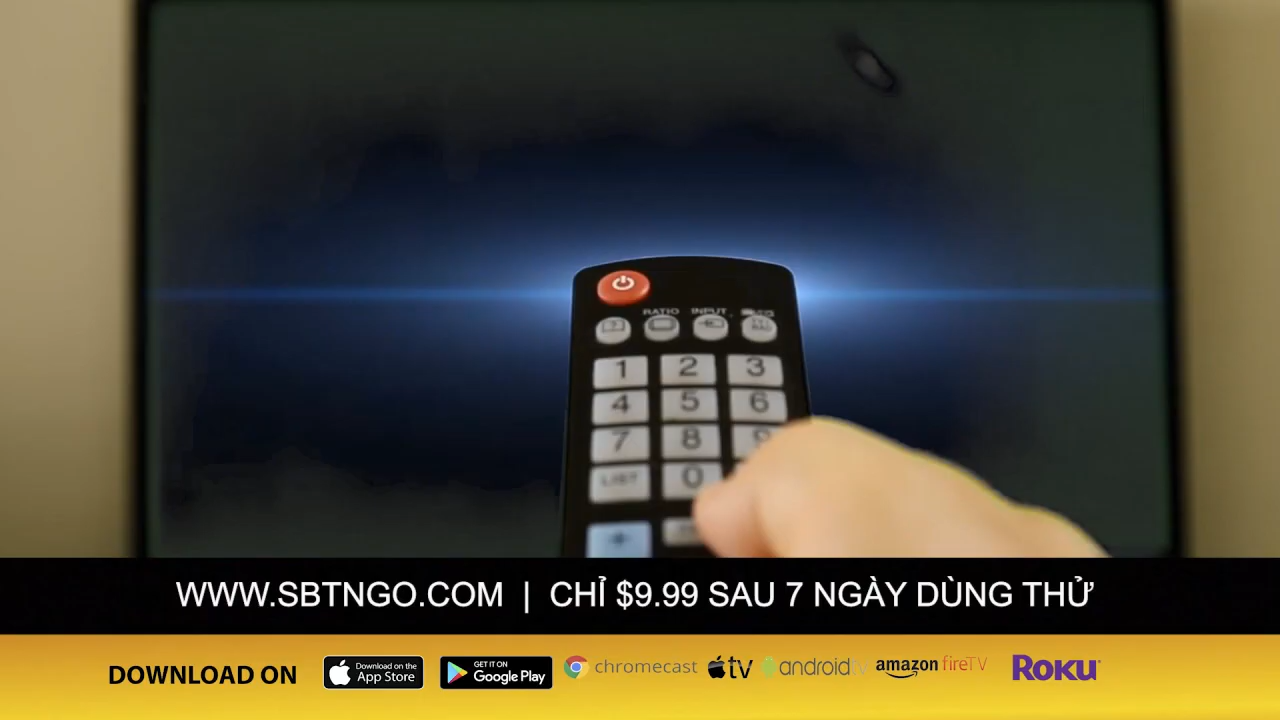 RATIO INPUT
1 2 3
4 5 6
7 8 9
LIST 0
WWW.SBTNGO.COM | CHỈ $9.99 SAU 7 NGÀY DÙNG THỬ
DOWNLOAD ON
Download on the
App Store
GET IT ON
Google Play
chromecast
tv
androidtv
amazon fireTV
ROKU